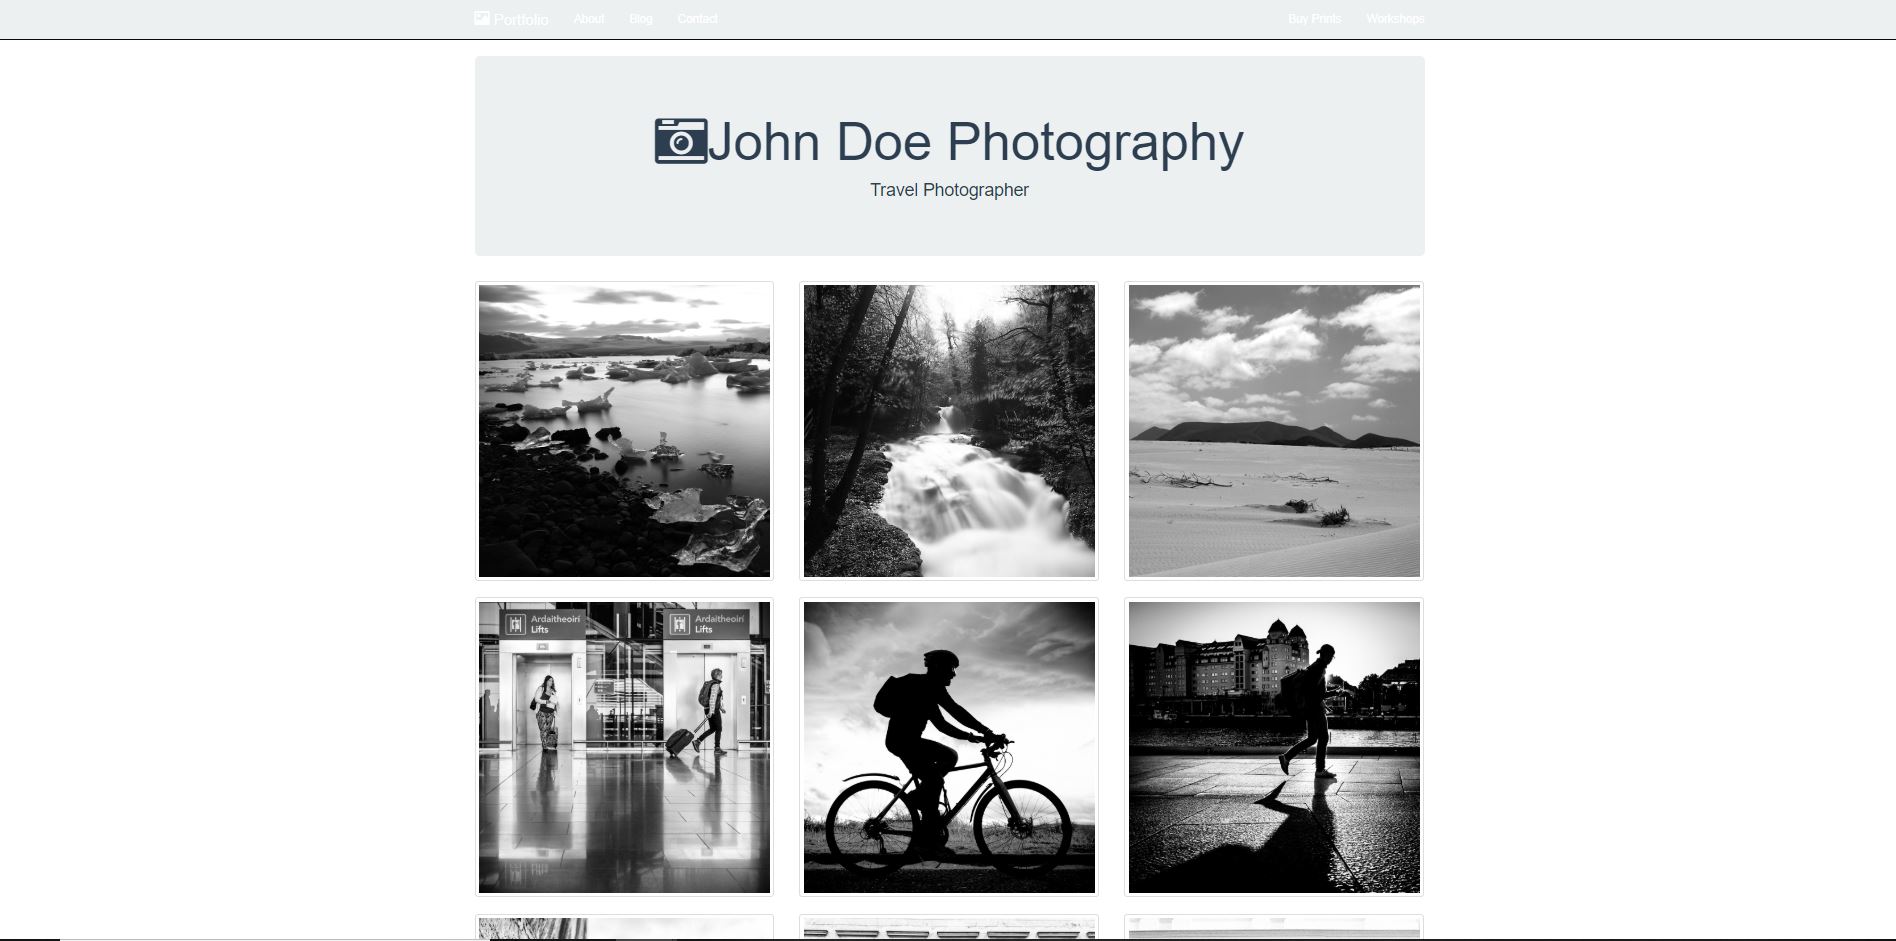 Portfolio About Blog Contact Buy Prints Workshops
John Doe Photography
Travel Photographer
Ardaitheoirí Ardaitheoirí
Lifts Lifts